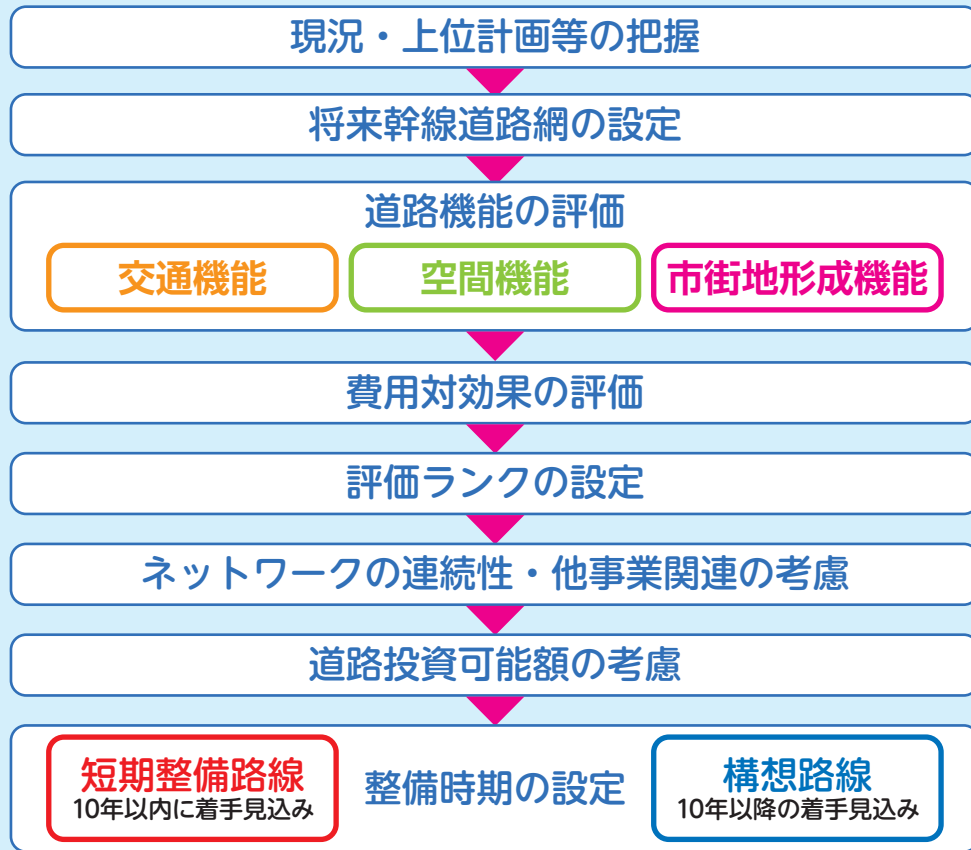 現況・上位計画等の把握
将来幹線道路網の設定
道路機能の評価
交通機能
空間機能
市街地形成機能
費用対効果の評価
評価ランクの設定
ネットワークの連続性・他事業関連の考慮
道路投資可能額の考慮
短期整備路線
10年以内に着手見込み
整備時期の設定
構想路線
10年以降の着手見込み